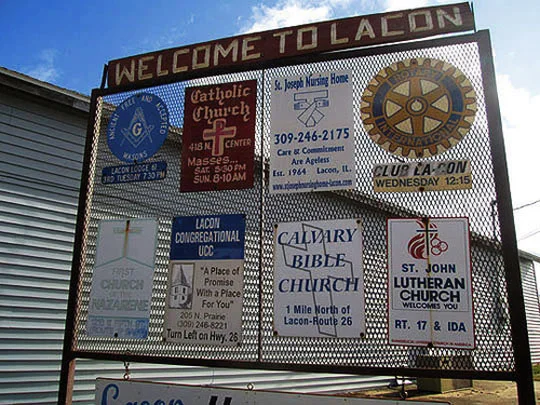 WELCOME TO LACON
ANCIENT FREE AND ACCEPTED
G
MASONS
LACON LODGE 61
3RD TUESDAY 7:30 PM
Catholic
Church
418 N. CENTER
Masses...
SAT. 5:30 PM
SUN. 8:10 AM
St. Joseph Nursing Home
309-246-2175
Care & Commitment
Are Ageless
Est. 1964 Lacon, IL.
www.stjosephnursinghome-lacon.com
ROTARY
INTERNATIONAL
CLUB LA-CON
WEDNESDAY 12:15
FIRST
CHURCH
OF THE
NAZARENE
LACON
CONGREGATIONAL
UCC
"A Place of
Promise
With a Place
For You"
205 N. Prairie
(309) 246-8221
Turn Left on Hwy. 26
CALVARY
BIBLE
CHURCH
1 Mile North of
Lacon-Route 26
ST. JOHN
LUTHERAN
CHURCH
WELCOMES YOU
RT. 17 & IDA
Lacon